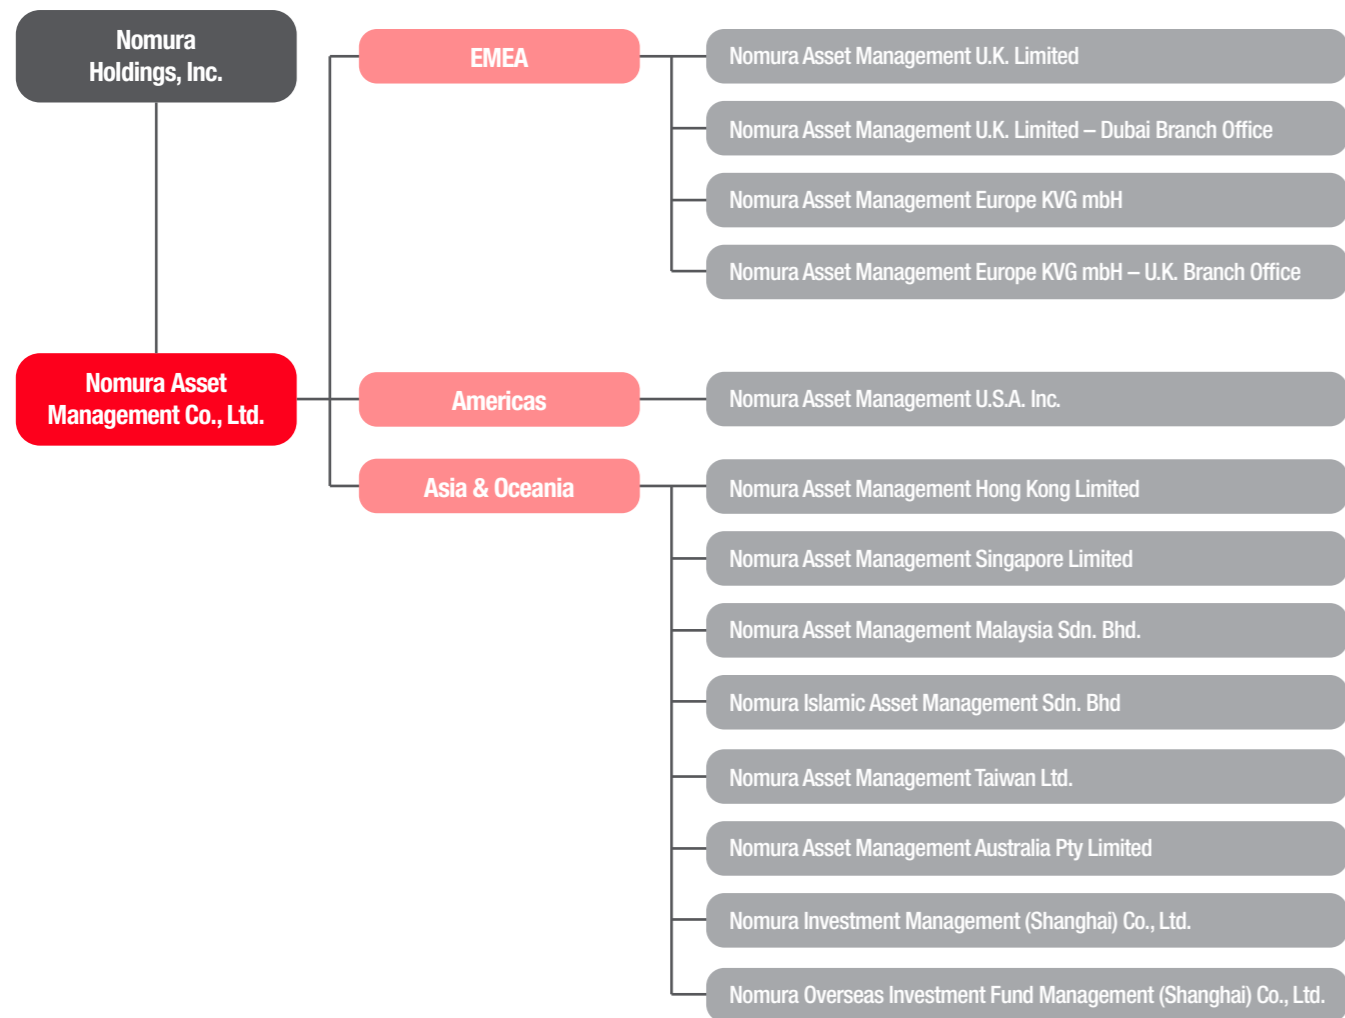 Nomura
Holdings, Inc.
Nomura Asset
Management Co., Ltd.
EMEA
Nomura Asset Management U.K. Limited
Nomura Asset Management U.K. Limited – Dubai Branch Office
Nomura Asset Management Europe KVG mbH
Nomura Asset Management Europe KVG mbH – U.K. Branch Office
Americas
Nomura Asset Management U.S.A. Inc.
Asia & Oceania
Nomura Asset Management Hong Kong Limited
Nomura Asset Management Singapore Limited
Nomura Asset Management Malaysia Sdn. Bhd.
Nomura Islamic Asset Management Sdn. Bhd
Nomura Asset Management Taiwan Ltd.
Nomura Asset Management Australia Pty Limited
Nomura Investment Management (Shanghai) Co., Ltd.
Nomura Overseas Investment Fund Management (Shanghai) Co., Ltd.